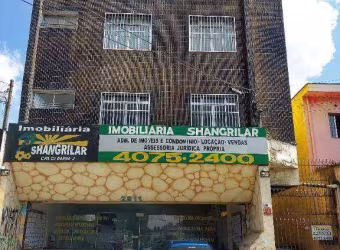 Imobiliária
SHANGRILAR
IMOBILIARIA SHANGRILAR
ADM. DE IMÓVEIS E CONDOMÍNIO - LOCAÇÃO - VENDAS
ASSESSORIA JURÍDICA PRÓPRIA
4075-2400